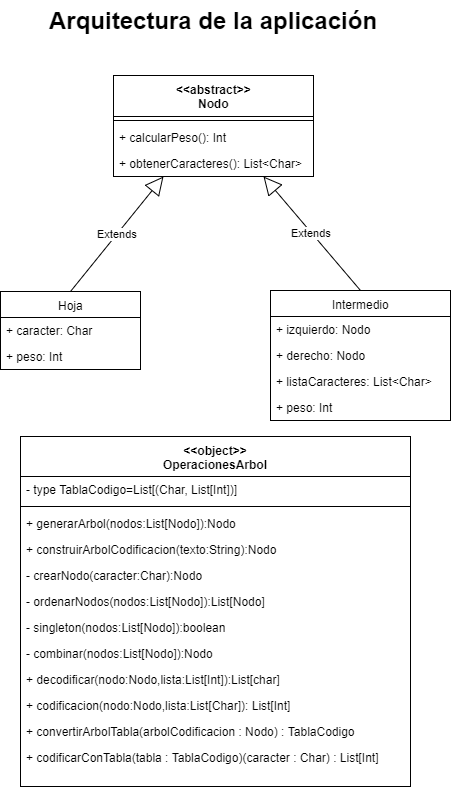 Arquitectura de la aplicación
<<abstract>>
Nodo
+ calcularPeso(): Int
+ obtenerCaracteres(): List<Char>
Extends
Extends
Hoja
+ caracter: Char
+ peso: Int
Intermedio
+ izquierdo: Nodo
+ derecho: Nodo
+ listaCaracteres: List<Char>
+ peso: Int
<<object>>
OperacionesArbol
- type TablaCodigo=List[(Char, List[Int])]
+ generarArbol(nodos:List[Nodo]):Nodo
+ construirArbolCodificacion(texto:String):Nodo
- crearNodo(caracter:Char):Nodo
- ordenarNodos(nodos:List[Nodo]):List[Nodo]
- singleton(nodos:List[Nodo]):boolean
- combinar(nodos:List[Nodo]):Nodo
+ decodificar(nodo:Nodo,lista:List[Int]):List[char]
+ codificacion(nodo:Nodo,lista:List[Char]): List[Int]
+ convertirArbolTabla(arbolCodificacion : Nodo) : TablaCodigo
+ codificarConTabla(tabla : TablaCodigo)(caracter : Char) : List[Int]